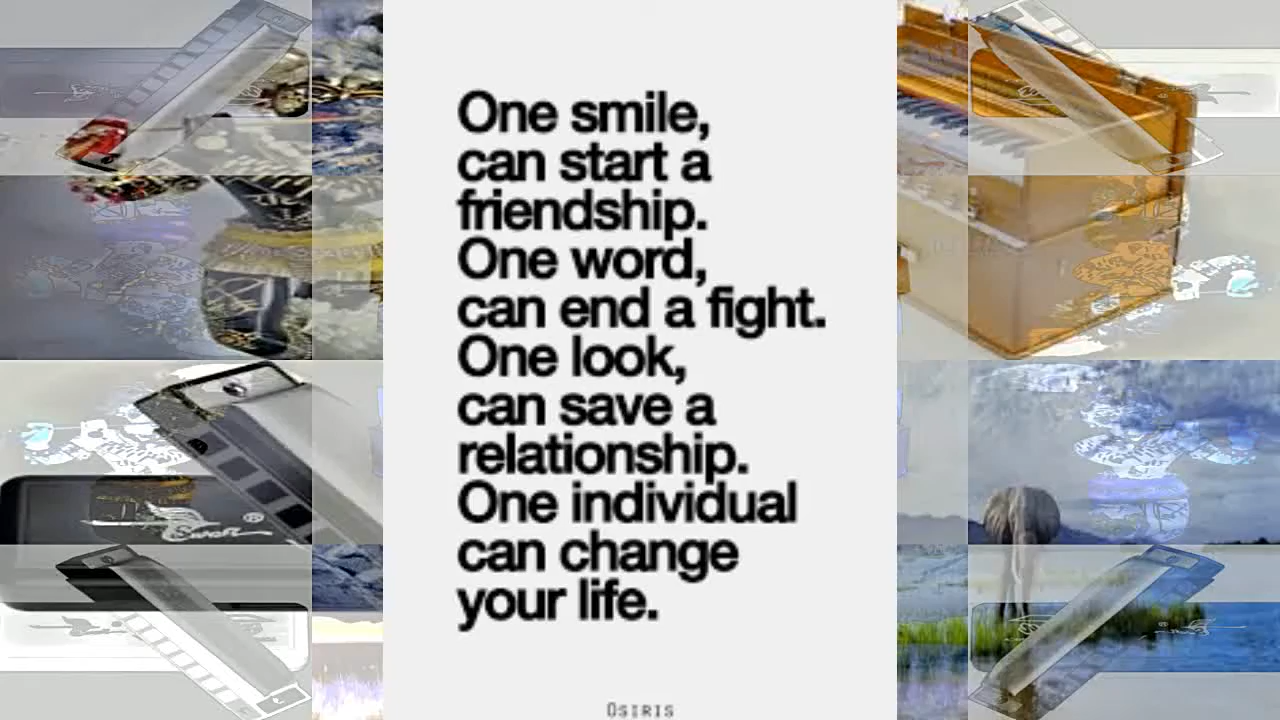 One smile,
can start a
friendship.
One word,
can end a fight.
One look,
can save a
relationship.
One individual
can change
your life.
Swan®
OSIRIS